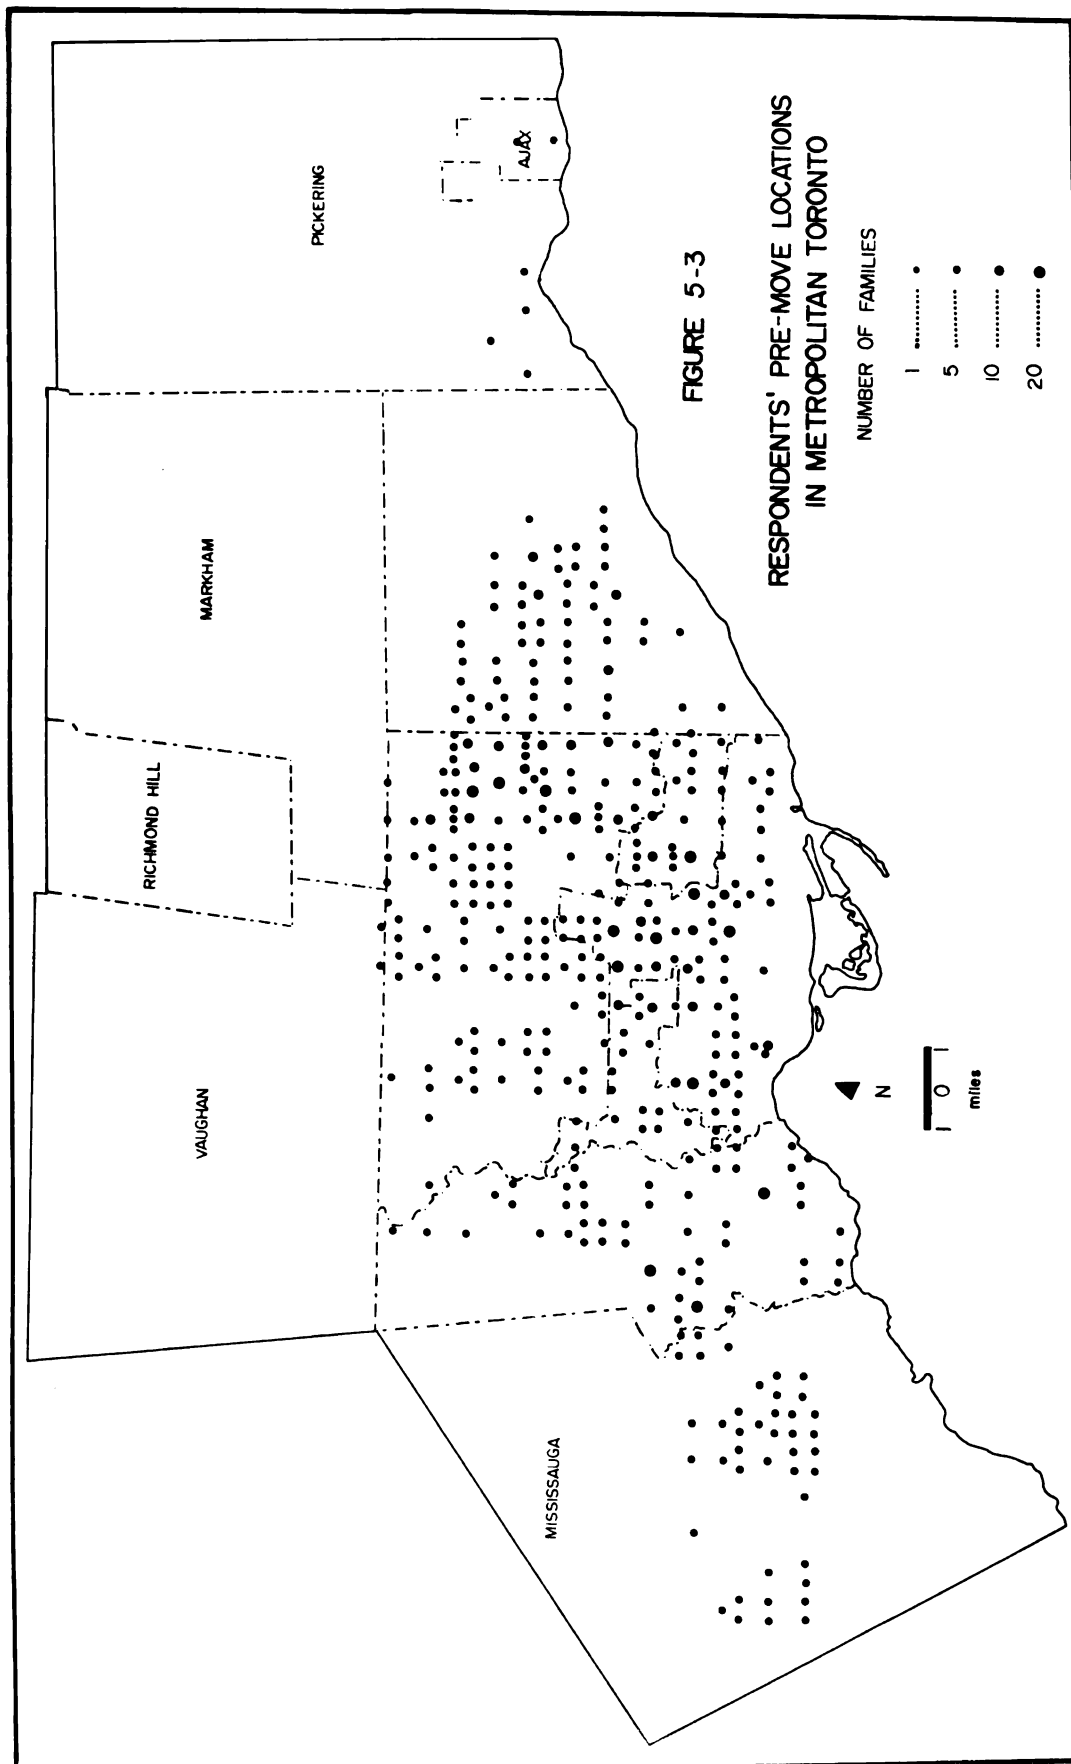 PICKERING
AJAX
MARKHAM
RICHMOND HILL
VAUGHAN
MISSISSAUGA
FIGURE 5-3
RESPONDENTS' PRE-MOVE LOCATIONS
IN METROPOLITAN TORONTO
NUMBER OF FAMILIES
1
5
10
20
N
1 0 1
miles